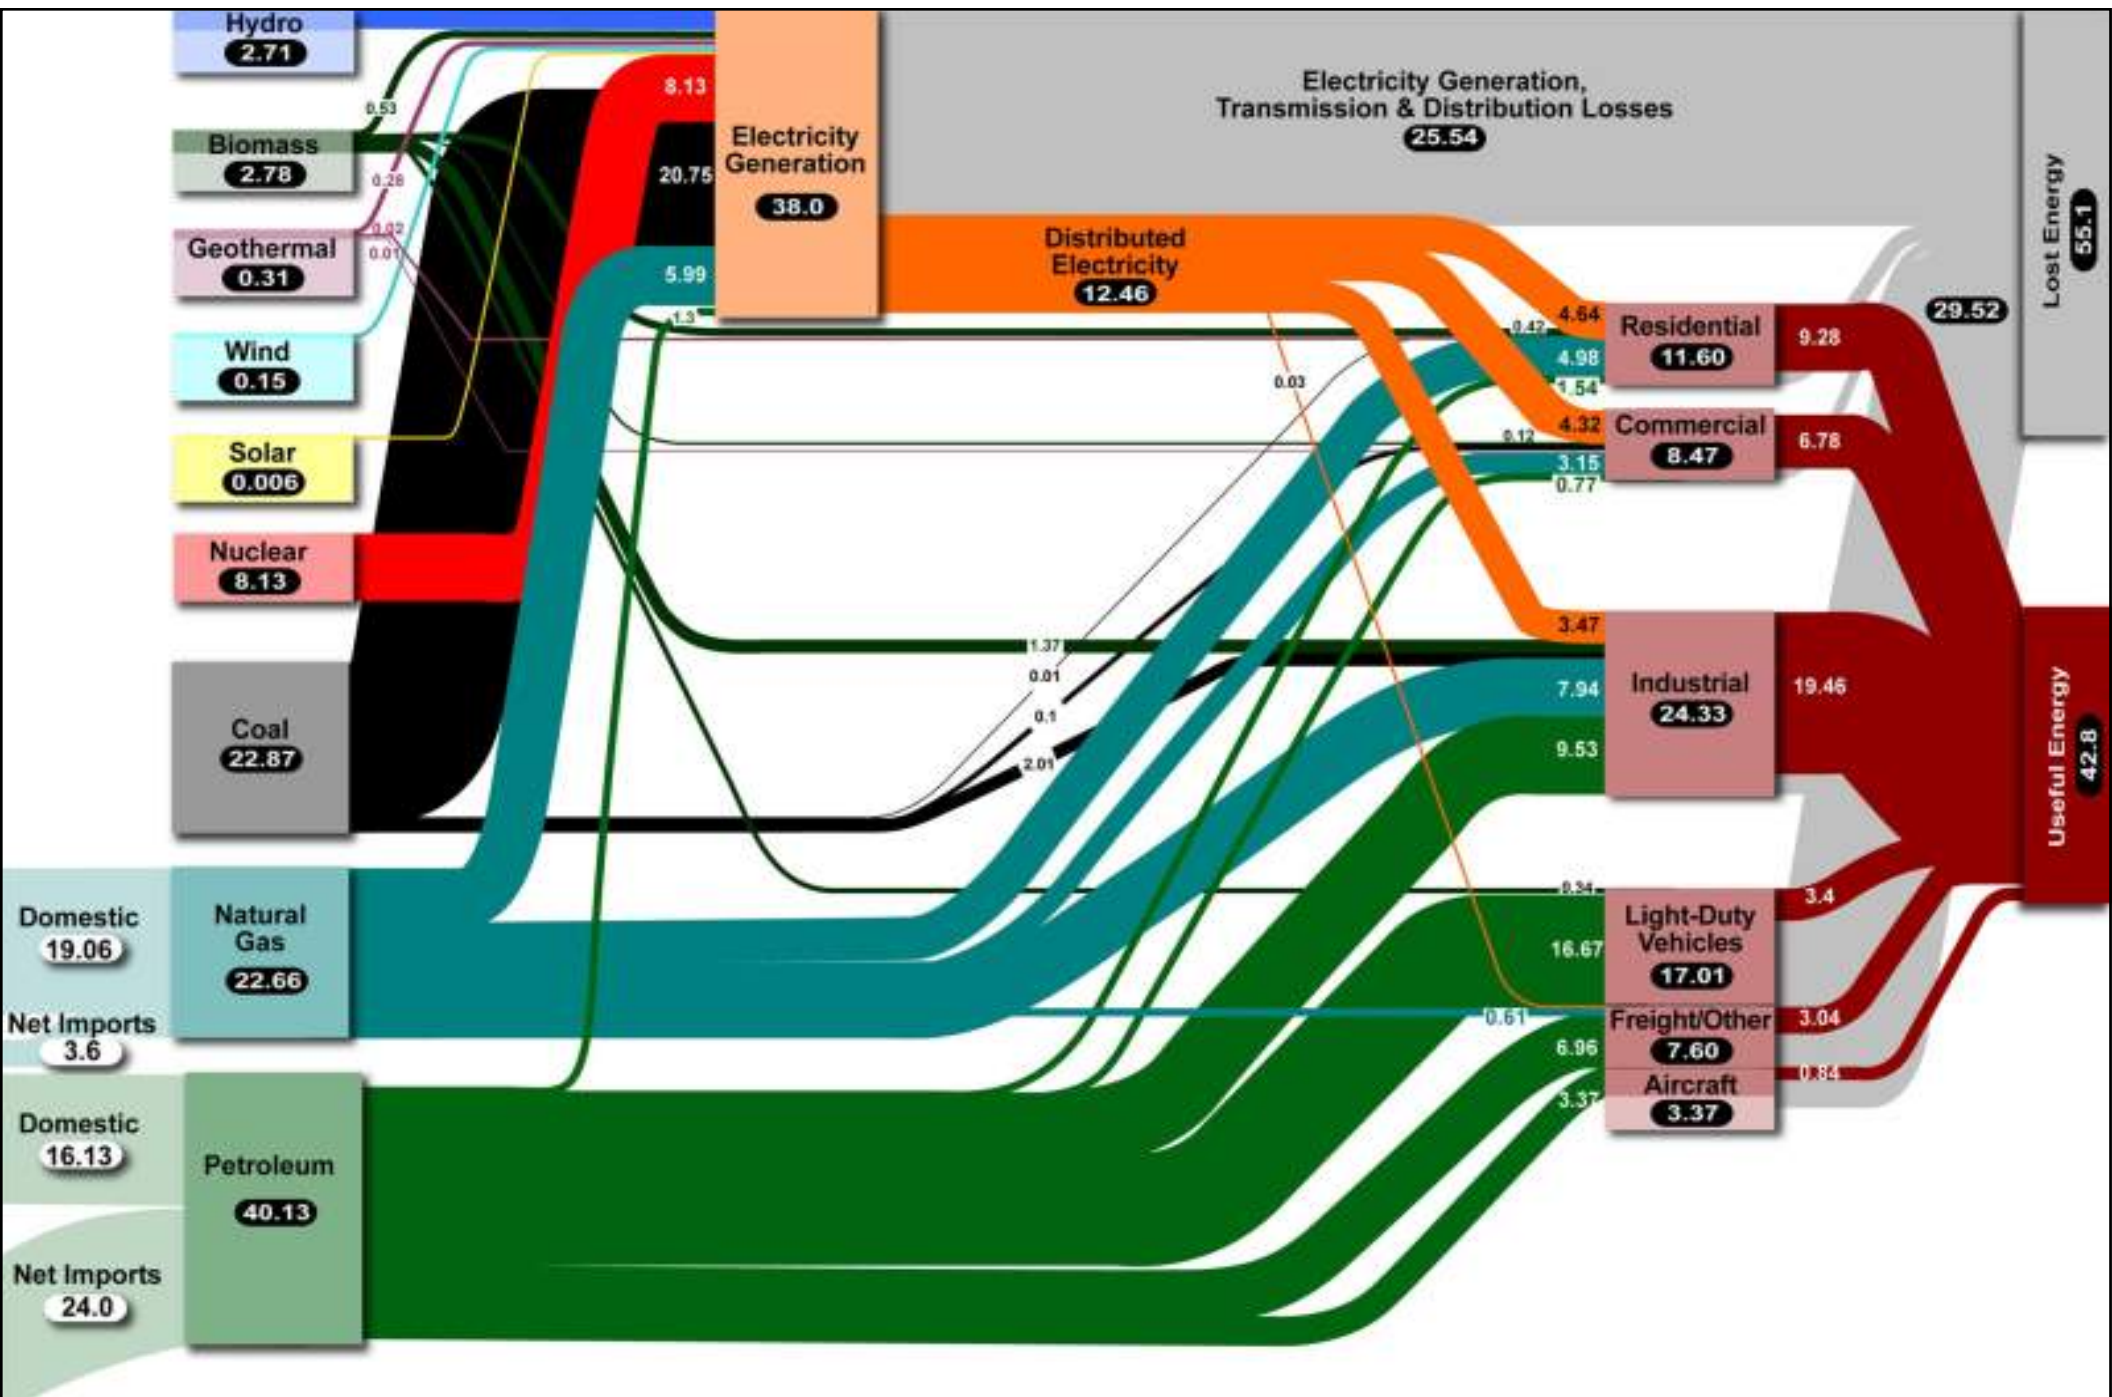 Hydro
2.71
0.53
Biomass
2.78
0.28
0.02
0.01
Geothermal
0.31
Wind
0.15
Solar
0.006
Nuclear
8.13
Coal
22.87
Domestic
19.06
Net Imports
3.6
Natural
Gas
22.66
Domestic
16.13
Net Imports
24.0
Petroleum
40.13
8.13
20.75
5.99
1.3
Electricity
Generation
38.0
Electricity Generation,
Transmission & Distribution Losses
25.54
Distributed
Electricity
12.46
0.03
1.37
0.01
0.1
2.01
0.42
4.64
4.98
1.54
0.12
4.32
3.15
0.77
3.47
7.94
9.53
0.34
16.67
0.61
6.96
3.37
Residential
11.60
Commercial
8.47
Industrial
24.33
Light-Duty
Vehicles
17.01
Freight/Other
7.60
Aircraft
3.37
9.28
6.78
19.46
3.4
3.04
0.84
29.52
Lost Energy
55.1
Useful Energy
42.8